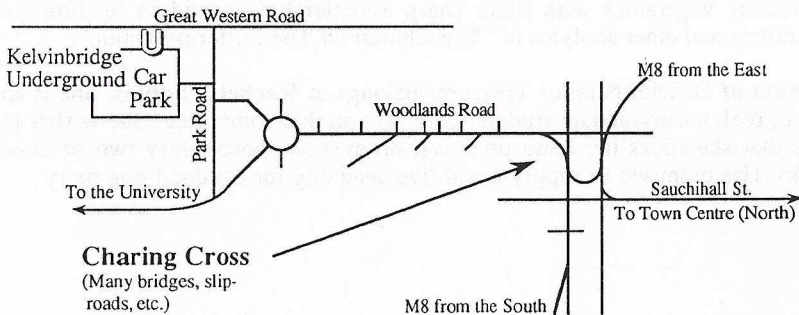 Great Western Road
Kelvinbridge
Underground
Car
Park
Park Road
Woodlands Road
M8 from the East
To the University
Sauchihall St.
To Town Centre (North)
Charing Cross
(Many bridges, slip-
roads, etc.)
M8 from the South